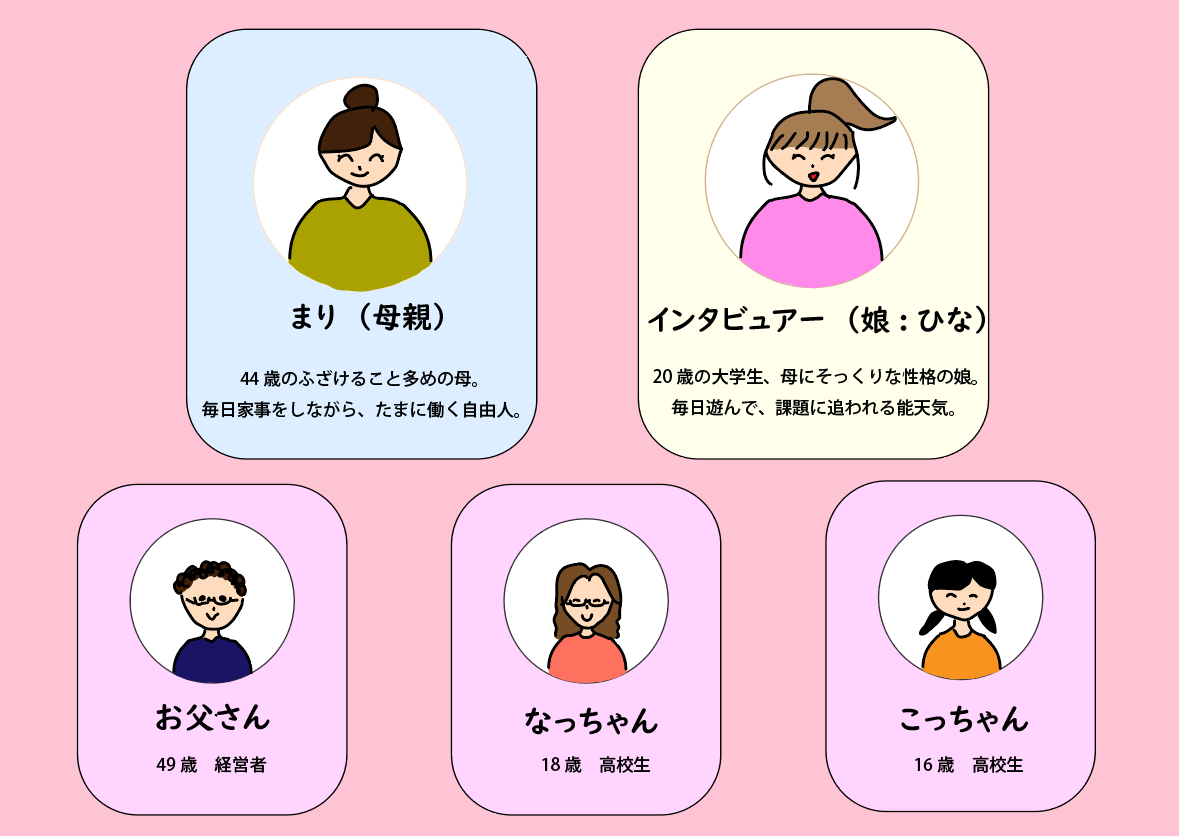 まり（母親）
44 歳のふざけること多めの母。
毎日家事をしながら、たまに働く自由人。
インタビュアー（娘：ひな）
20 歳の大学生、母にそっくりな性格の娘。
毎日遊んで、課題に追われる能天気。
お父さん
49 歳　経営者
なっちゃん
18 歳　高校生
こっちゃん
16 歳　高校生